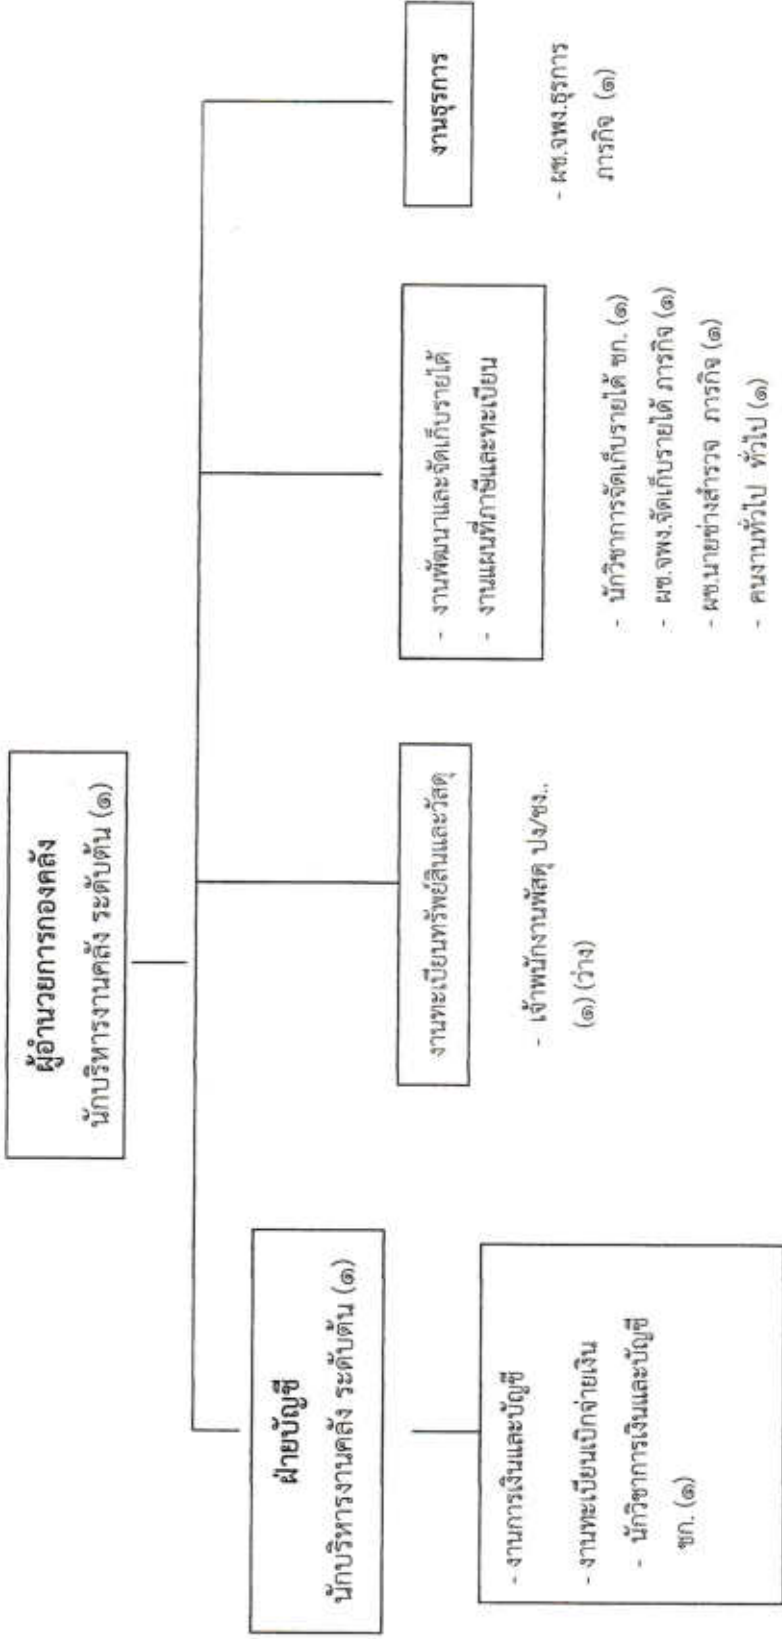 ผู้อำนวยการกองคลัง
นักบริหารงานคลัง ระดับต้น (๑)
ฝ่ายบัญชี
นักบริหารงานคลัง ระดับต้น (๑)
- งานการเงินและบัญชี
- งานทะเบียนเบิกจ่ายเงิน
- นักวิชาการเงินและบัญชี
ชก. (๑)
งานทะเบียนทรัพย์สินและวัสดุ
- เจ้าพนักงานพัสดุ ปง/ชง..
(๑) (ว่าง)
- งานพัฒนาและจัดเก็บรายได้
- งานแผนที่ภาษีและทะเบียน
- นักวิชาการจัดเก็บรายได้ ชก. (๑)
- ผช.จพง.จัดเก็บรายได้ ภารกิจ (๑)
- ผช.นายช่างสำรวจ ภารกิจ (๑)
- คนงานทั่วไป ทั่วไป (๑)
งานธุรการ
- ผช.จพง.ธุรการ
ภารกิจ (๑)